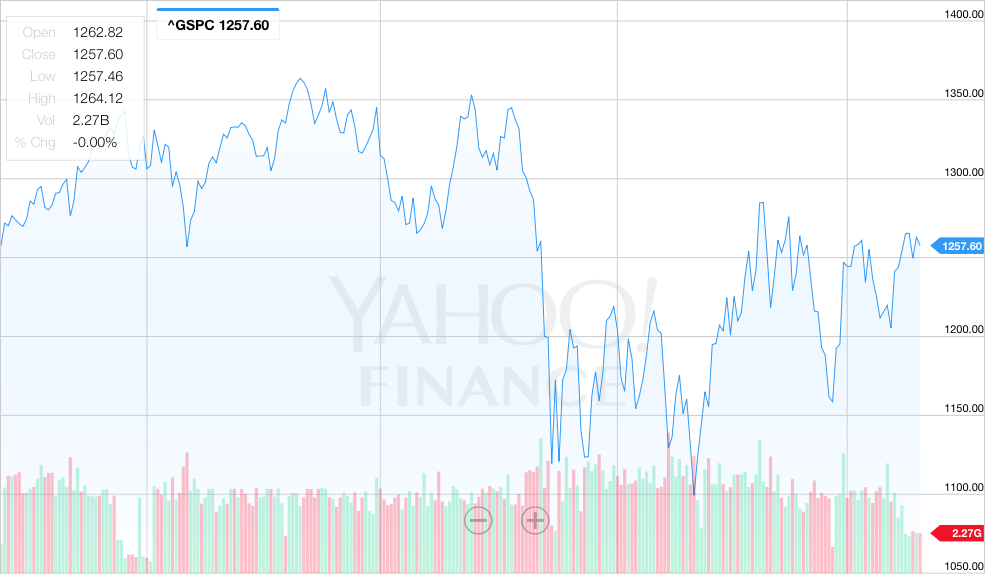 ^GSPC 1257.60
Open 1262.82
Close 1257.60
Low 1257.46
High 1264.12
Vol 2.27B
% Chg -0.00%
1400.00
1350.00
1300.00
1257.60
1250.00
1200.00
1150.00
1100.00
2.27G
1050.00
YAHOO!
FINANCE